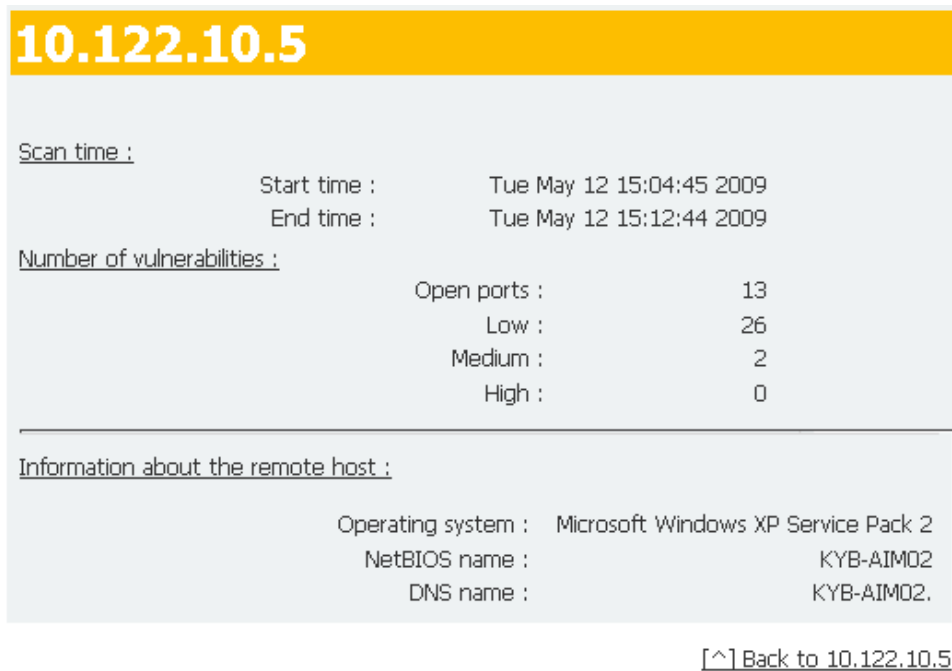 10.122.10.5
Scan time :
Start time : Tue May 12 15:04:45 2009
End time : Tue May 12 15:12:44 2009
Number of vulnerabilities :
Open ports : 13
Low : 26
Medium : 2
High : 0
Information about the remote host :
Operating system : Microsoft Windows XP Service Pack 2
NetBIOS name : KYB-AIM02
DNS name : KYB-AIM02.
[^] Back to 10.122.10.5